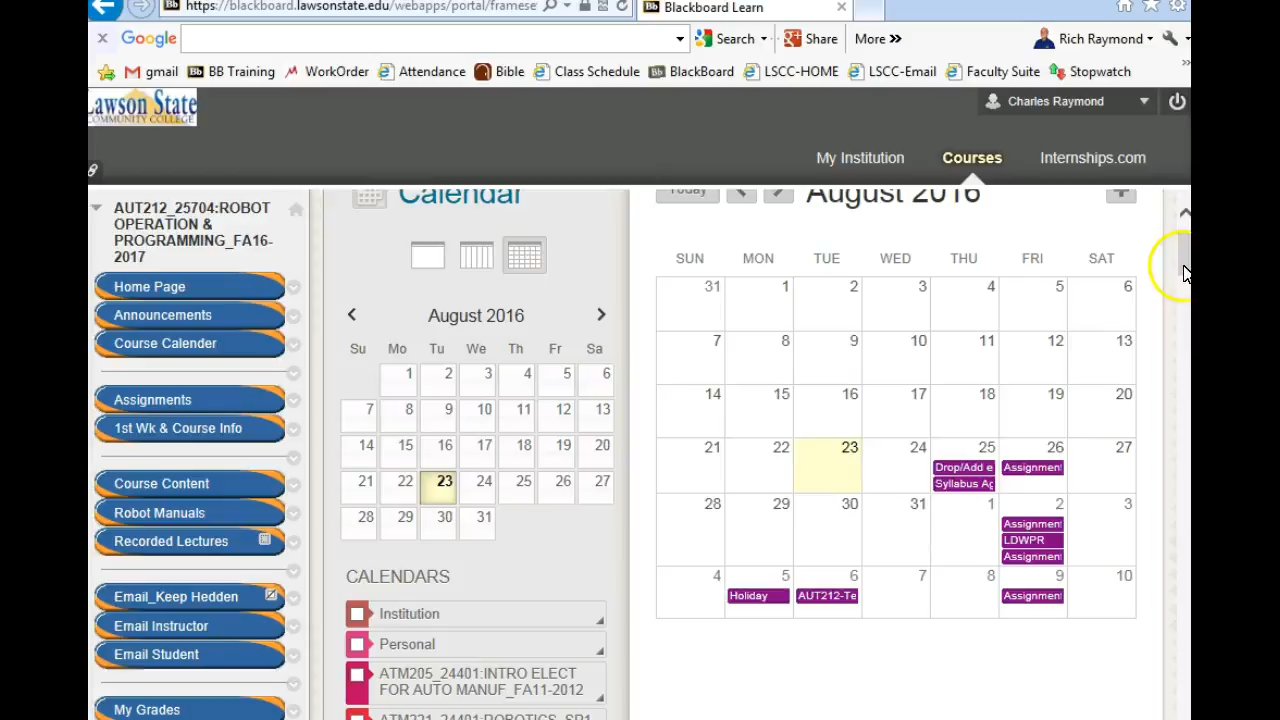 https://blackboard.lawsonstate.edu/webapps/portal/framese
Blackboard Learn
x
Google
Search
Share
More »
Rich Raymond
gmail
BB Training
WorkOrder
Attendance
Bible
Class Schedule
BlackBoard
LSCC-HOME
LSCC-Email
Faculty Suite
Stopwatch
Lawson State
COMMUNITY COLLEGE
Charles Raymond
My Institution
Courses
Internships.com
AUT212_25704:ROBOT
OPERATION &
PROGRAMMING_FA16-
2017
Home Page
Announcements
Course Calender
Assignments
1st Wk & Course Info
Course Content
Robot Manuals
Recorded Lectures
Email_Keep Hedden
Email Instructor
Email Student
My Grades
Calendar
August 2016
Su Mo Tu We Th Fr Sa
1 2 3 4 5 6
7 8 9 10 11 12 13
14 15 16 17 18 19 20
21 22 23 24 25 26 27
28 29 30 31
CALENDARS
Institution
Personal
ATM205_24401:INTRO ELECT
FOR AUTO MANUF_FA11-2012
ATM221_24401:ROBOTICS_SP1
Today
August 2016
SUN MON TUE WED THU FRI SAT
31 1 2 3 4 5 6
7 8 9 10 11 12 13
14 15 16 17 18 19 20
21 22 23 24 25 26 27
Drop/Add e
Assignment
Syllabus Ag
28 29 30 31 1 2 3
Assignment
LDWPR
Assignment
4 5 6 7 8 9 10
Holiday
AUT212-Te
Assignment